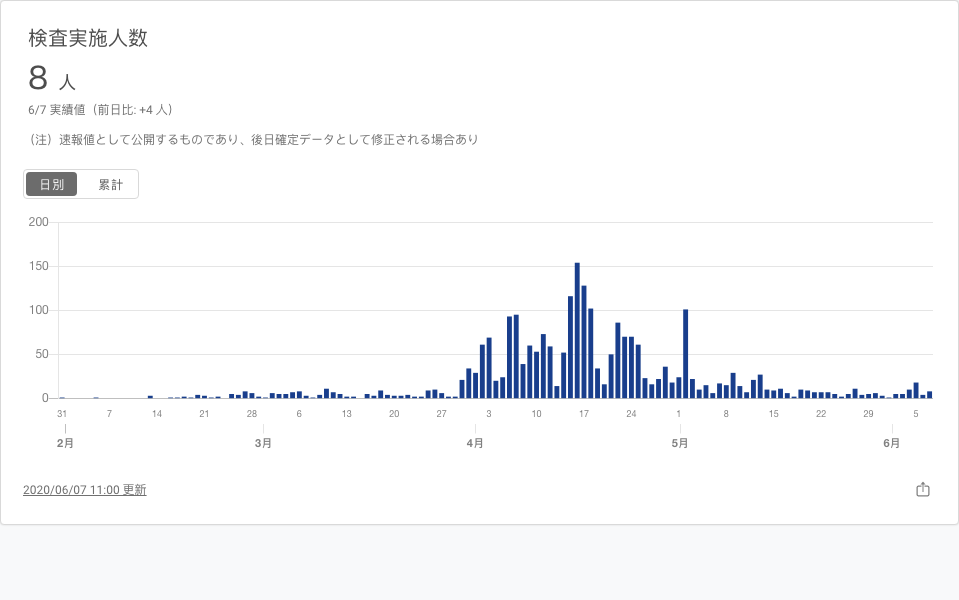 検査実施人数
8 人
6/7 実績値（前日比: +4 人）
（注）速報値として公開するものであり、後日確定データとして修正される場合あり
日別 累計
200
150
100
50
0
31 7 14 21 28 6 13 20 27 3 10 17 24 1 8 15 22 29 5
2月 3月 4月 5月 6月
2020/06/07 11:00 更新